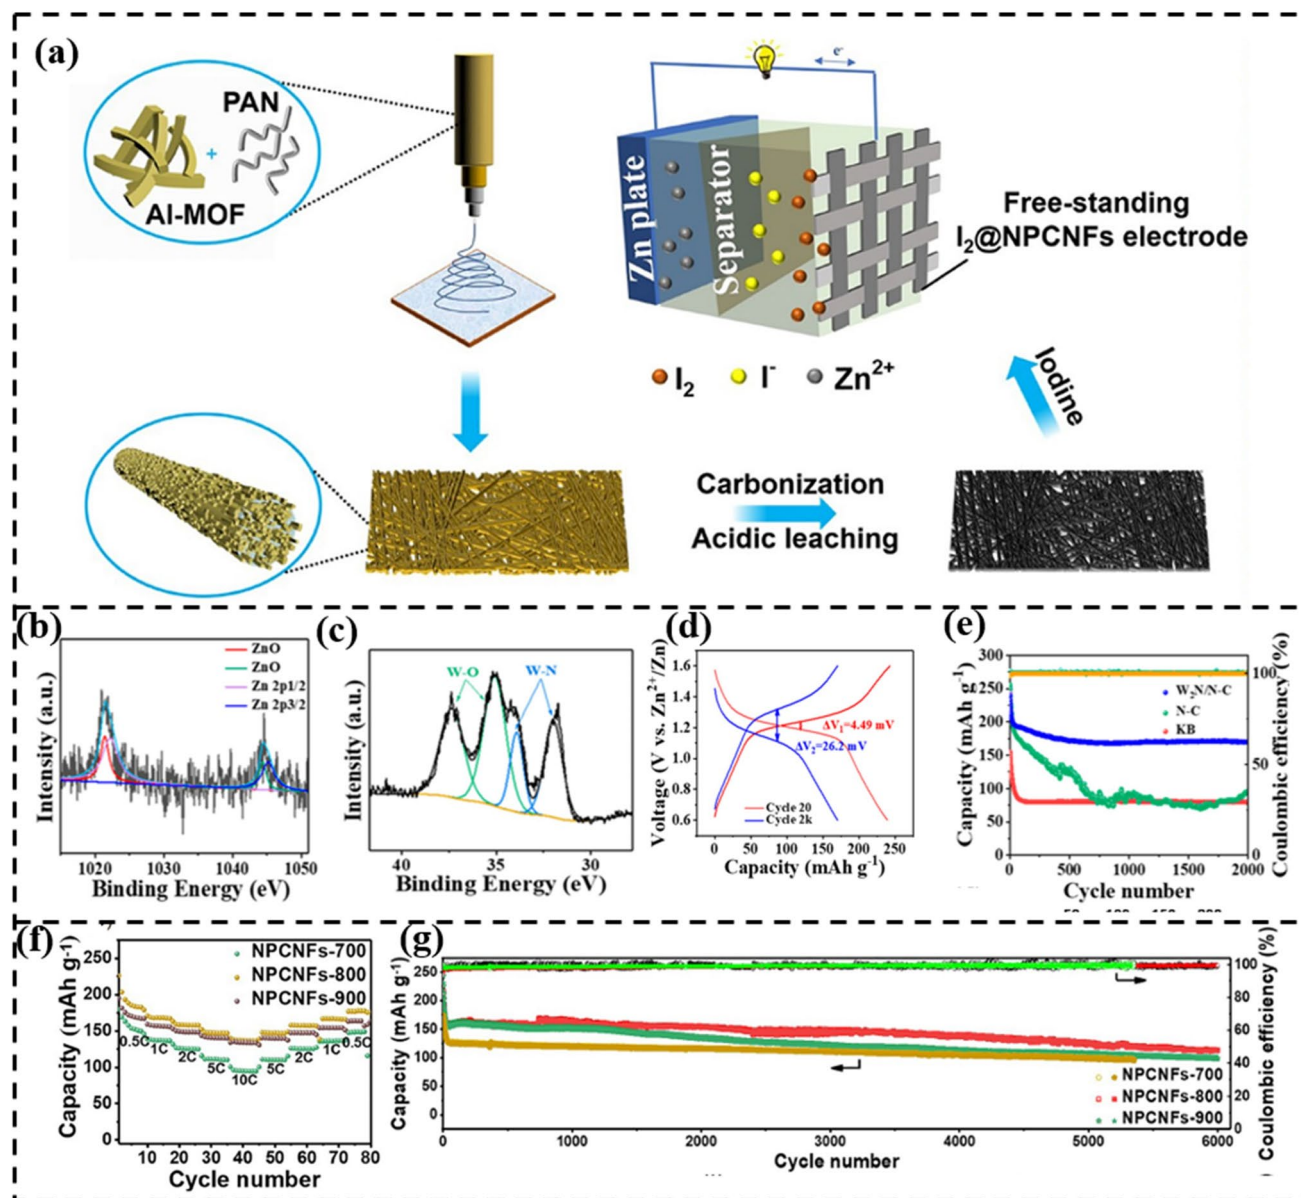 (a)
PAN
+
Al-MOF
e-
Zn plate
Separator
Free-standing
I2@NPCNFs electrode
I2 I- Zn2+
Iodine
Carbonization
Acidic leaching
(b)
ZnO
ZnO
Zn 2p1/2
Zn 2p3/2
Intensity (a.u.)
1020 1030 1040 1050
Binding Energy (eV)
(c)
W-O W-N
Intensity (a.u.)
40 35 30
Binding Energy (eV)
(d)
Voltage (V vs. Zn2+/Zn)
1.6
1.4
1.2
1.0
0.8
0.6
ΔV1=4.49 mV
ΔV2=26.2 mV
Cycle 20
Cycle 2k
0 50 100 150 200 250
Capacity (mAh g-1)
(e)
Capacity (mAh g-1)
300
250
200
150
100
50
0
W2N/N-C
N-C
KB
100
50
0
Coulombic efficiency (%)
0 500 1000 1500 2000
Cycle number
(f)
Capacity (mAh g-1)
250
200
150
100
50
0
NPCNFs-700
NPCNFs-800
NPCNFs-900
0.5C 1C 2C 5C 10C 5C 2C 1C 0.5C
10 20 30 40 50 60 70 80
Cycle number
(g)
Capacity (mAh g-1)
250
200
150
100
50
0
NPCNFs-700
NPCNFs-800
NPCNFs-900
100
80
60
40
20
0
Coulombic efficiency (%)
0 1000 2000 3000 4000 5000 6000
Cycle number